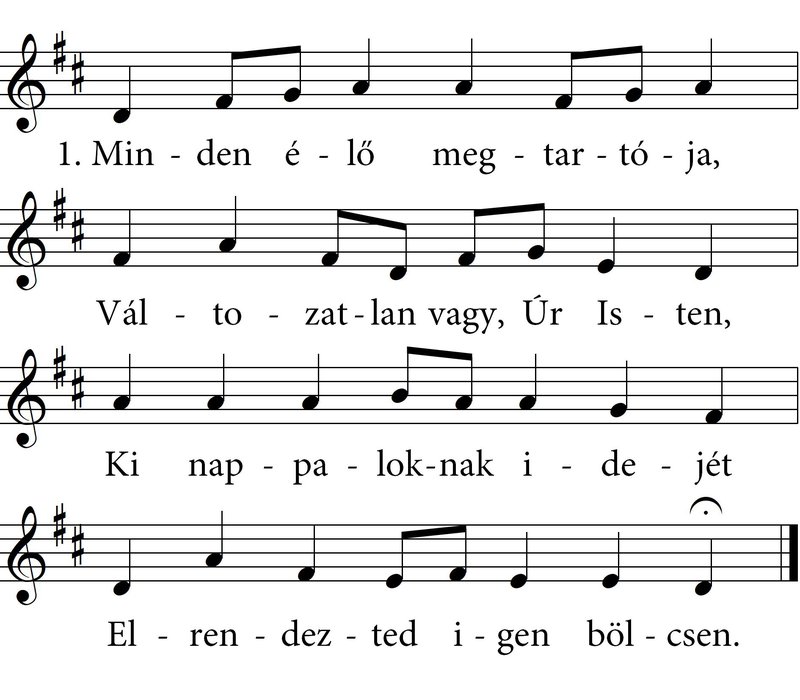 1. Min - den é - lő meg - tar - tó - ja,
Vál - to - zat - lan vagy, Úr Is - ten,
Ki nap - pa - lok - nak i - de - jét
El - ren - dez - ted i - gen böl - csen.